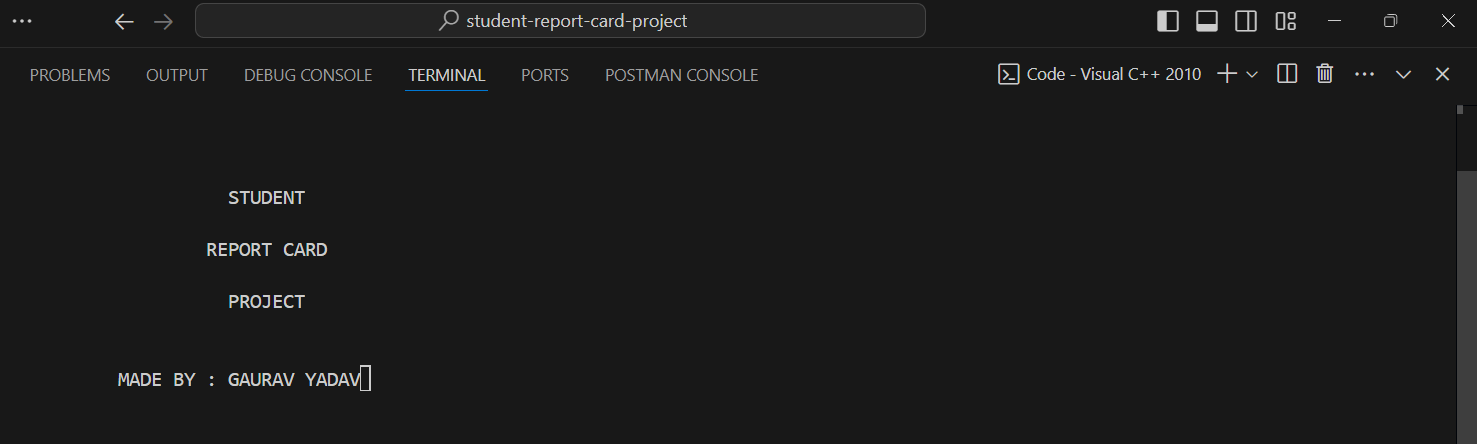 student-report-card-project
PROBLEMS OUTPUT DEBUG CONSOLE TERMINAL PORTS POSTMAN CONSOLE Code - Visual C++ 2010
STUDENT
REPORT CARD
PROJECT
MADE BY : GAURAV YADAV